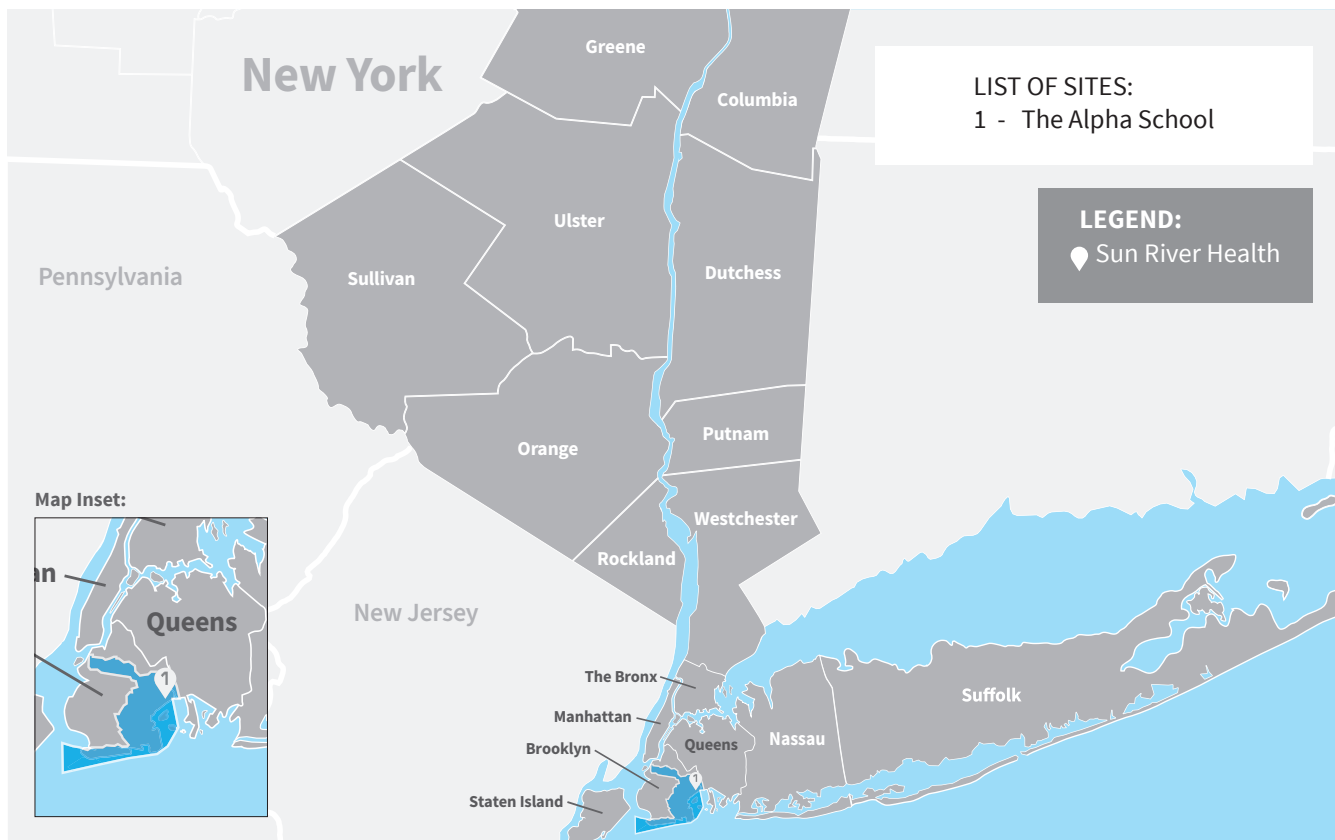 New York
Greene
Columbia
LIST OF SITES:
1 - The Alpha School
Ulster
LEGEND:
Sun River Health
Pennsylvania
Sullivan
Dutchess
Orange
Putnam
Map Inset:
Westchester
Rockland
an
Queens
New Jersey
1
The Bronx
Suffolk
Manhattan
Queens
Nassau
Brooklyn
1
Staten Island